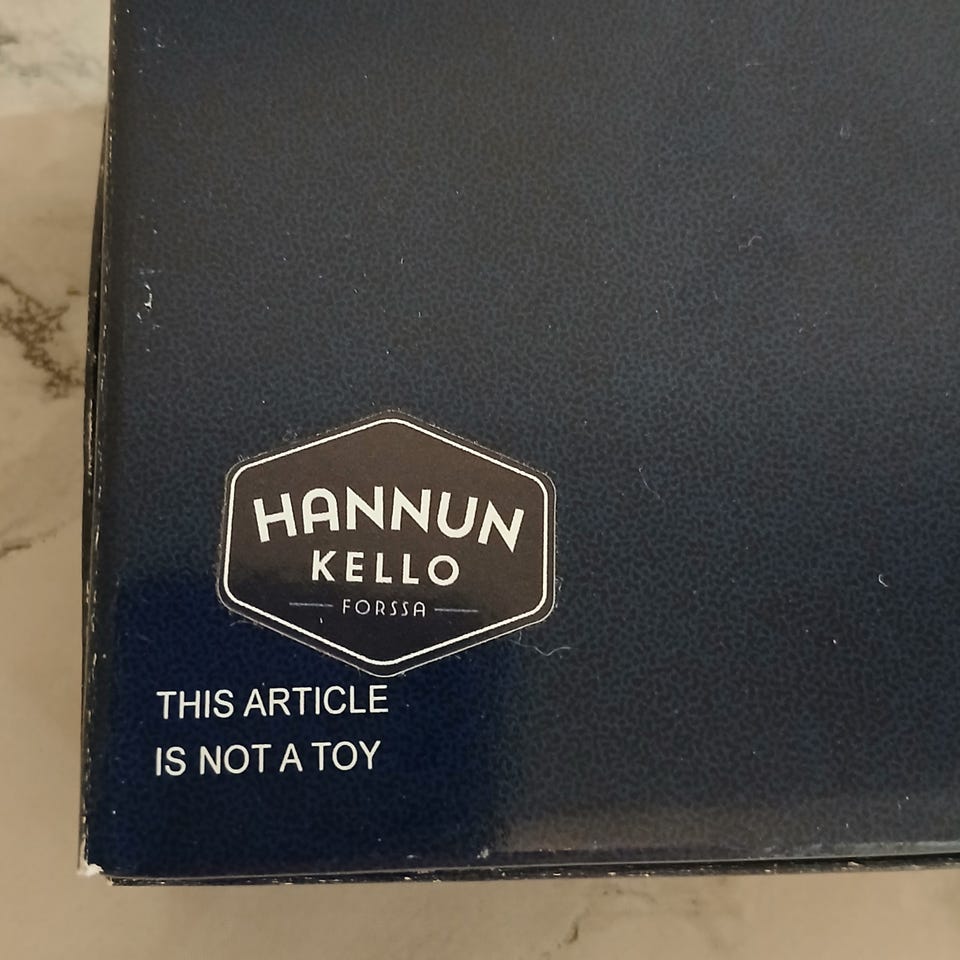 HANNUN
KELLO
FORSSA
THIS ARTICLE
IS NOT A TOY